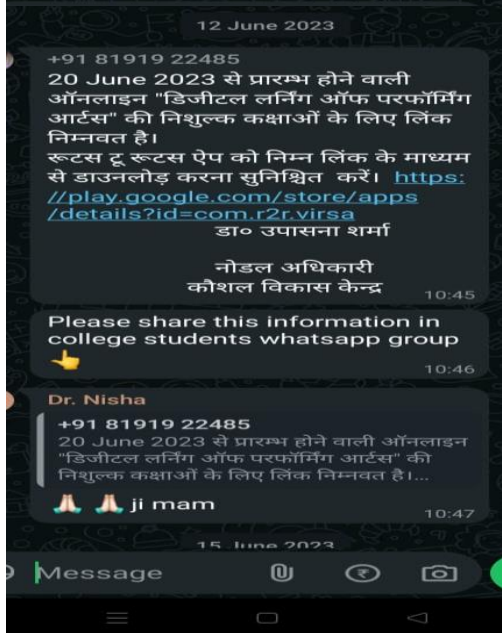 12 June 2023
+91 81919 22485
20 June 2023 से प्रारम्भ होने वाली
ऑनलाइन "डिजीटल लर्निंग ऑफ परफॉर्मिंग
आर्टस" की निशुल्क कक्षाओं के लिए लिंक
निम्नवत है।
रूटस टू रूटस ऐप को निम्न लिंक के माध्यम
से डाउनलोड़ करना सुनिश्चित करें। https:
//play.google.com/store/apps
/details?id=com.r2r.virsa
डा० उपासना शर्मा
नोडल अधिकारी
कौशल विकास केन्द्र
10:45
Please share this information in
college students whatsapp group
10:46
Dr. Nisha
+91 81919 22485
20 June 2023 से प्रारम्भ होने वाली ऑनलाइन
"डिजीटल लर्निंग ऑफ परफॉर्मिंग आर्टस" की
निशुल्क कक्षाओं के लिए लिंक निम्नवत है।...
ji mam
10:47
15 June 2023
Message